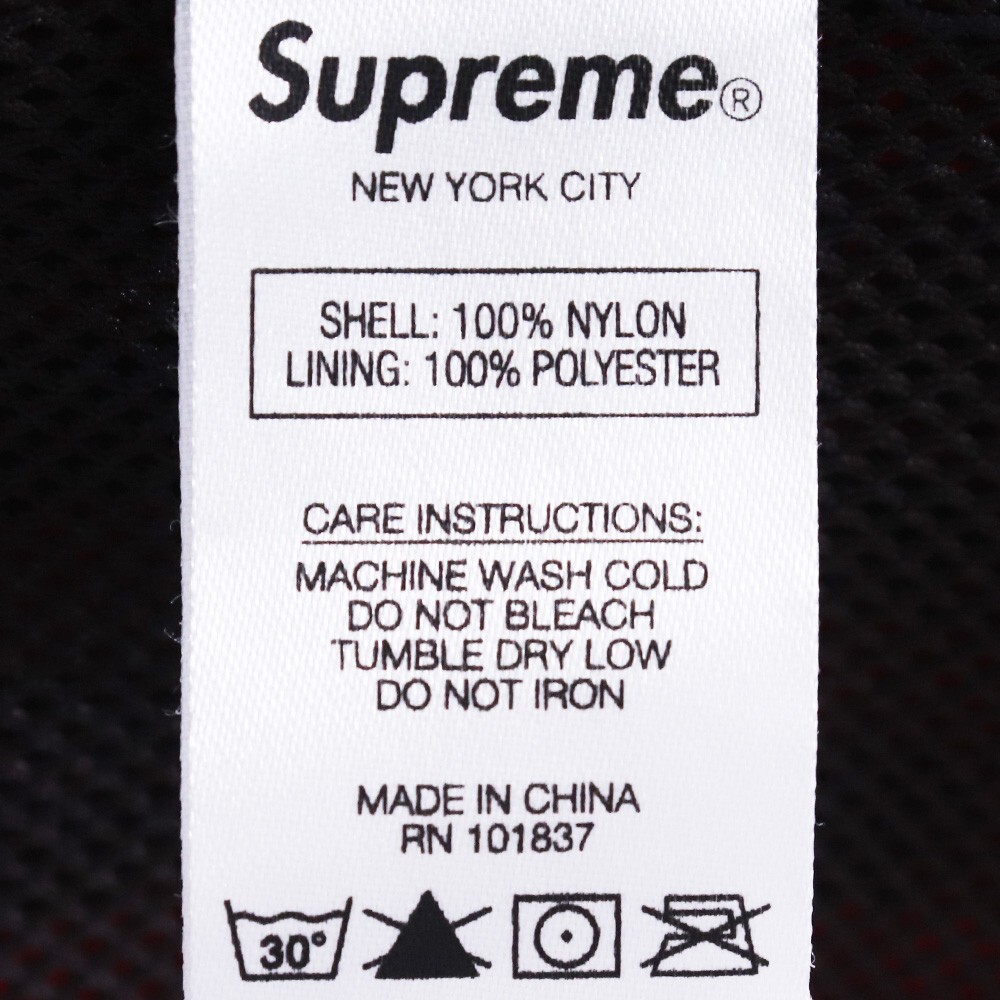 Supreme®
NEW YORK CITY
SHELL: 100% NYLON
LINING: 100% POLYESTER
CARE INSTRUCTIONS:
MACHINE WASH COLD
DO NOT BLEACH
TUMBLE DRY LOW
DO NOT IRON
MADE IN CHINA
RN 101837
30°